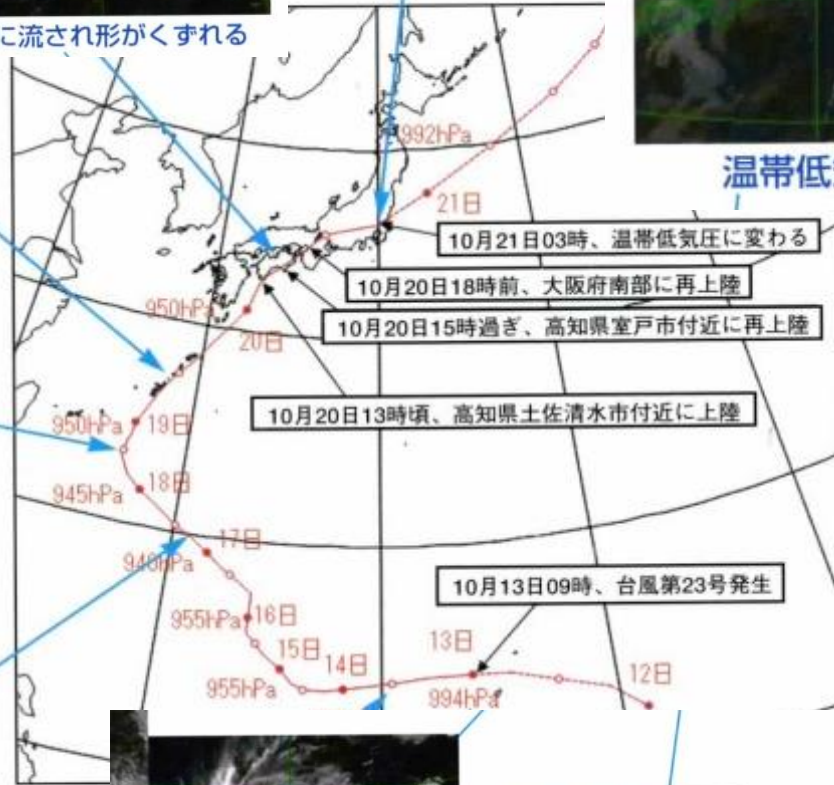 に流され形がくずれる
992hPa
温帯低
21日
10月21日03時、温帯低気圧に変わる
10月20日18時前、大阪府南部に再上陸
950hPa
10月20日15時過ぎ、高知県室戸市付近に再上陸
20日
10月20日13時頃、高知県土佐清水市付近に上陸
950hPa
19日
18日
945hPa
17日
940hPa
10月13日09時、台風第23号発生
16日
955hPa
13日
15日
14日
12日
955hPa
994hPa